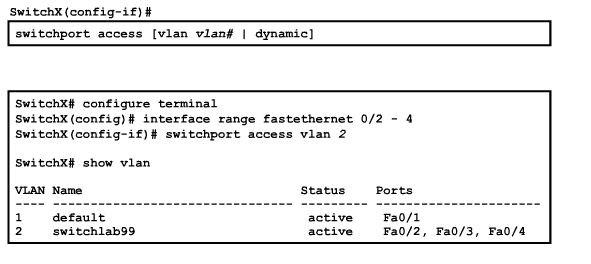 SwitchX(config-if)#
switchport access [vlan vlan# | dynamic]
SwitchX# configure terminal
SwitchX(config)# interface range fastethernet 0/2 - 4
SwitchX(config-if)# switchport access vlan 2
SwitchX# show vlan
VLAN Name Status Ports
---- -------------------------------- --------- ----------------------
1 default active Fa0/1
2 switchlab99 active Fa0/2, Fa0/3, Fa0/4